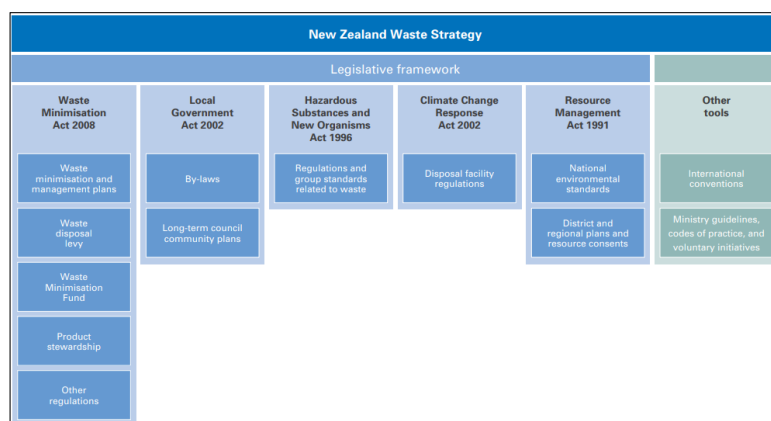 New Zealand Waste Strategy
Legislative framework
Waste
Minimisation
Act 2008
Waste
minimisation and
management plans
Waste
disposal
levy
Waste
Minimisation
Fund
Product
stewardship
Other
regulations
Local
Government
Act 2002
By-laws
Long-term council
community plans
Hazardous
Substances and
New Organisms
Act 1996
Regulations and
group standards
related to waste
Climate Change
Response
Act 2002
Disposal facility
regulations
Resource
Management
Act 1991
National
environmental
standards
District and
regional plans and
resource consents
Other
tools
International
conventions
Ministry guidelines,
codes of practice, and
voluntary initiatives